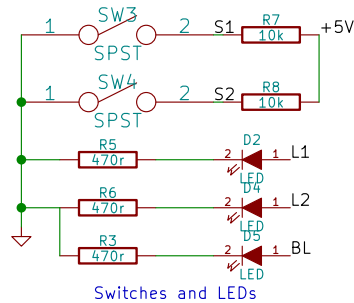 SW3
1 2 S1 R7 +5V
SPST 10k
SW4
1 2 S2 R8
SPST 10k
R5 D2
470r 2 1 L1
LED
R6 D4
470r 2 1 L2
LED
R3 D5
470r 2 1 BL
LED
Switches and LEDs